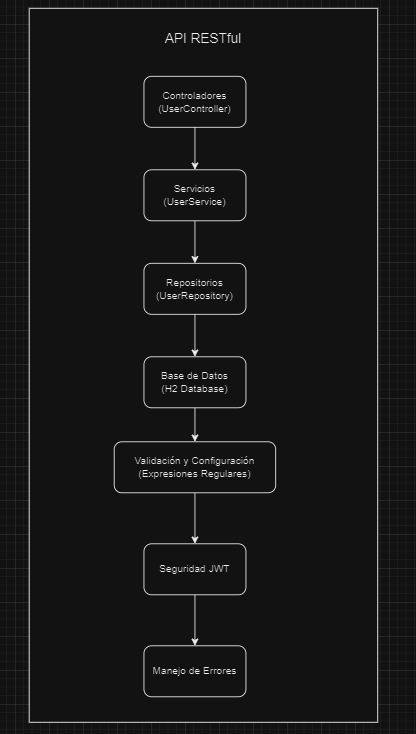 API RESTful
Controladores
(UserController)
Servicios
(UserService)
Repositorios
(UserRepository)
Base de Datos
(H2 Database)
Validación y Configuración
(Expresiones Regulares)
Seguridad JWT
Manejo de Errores